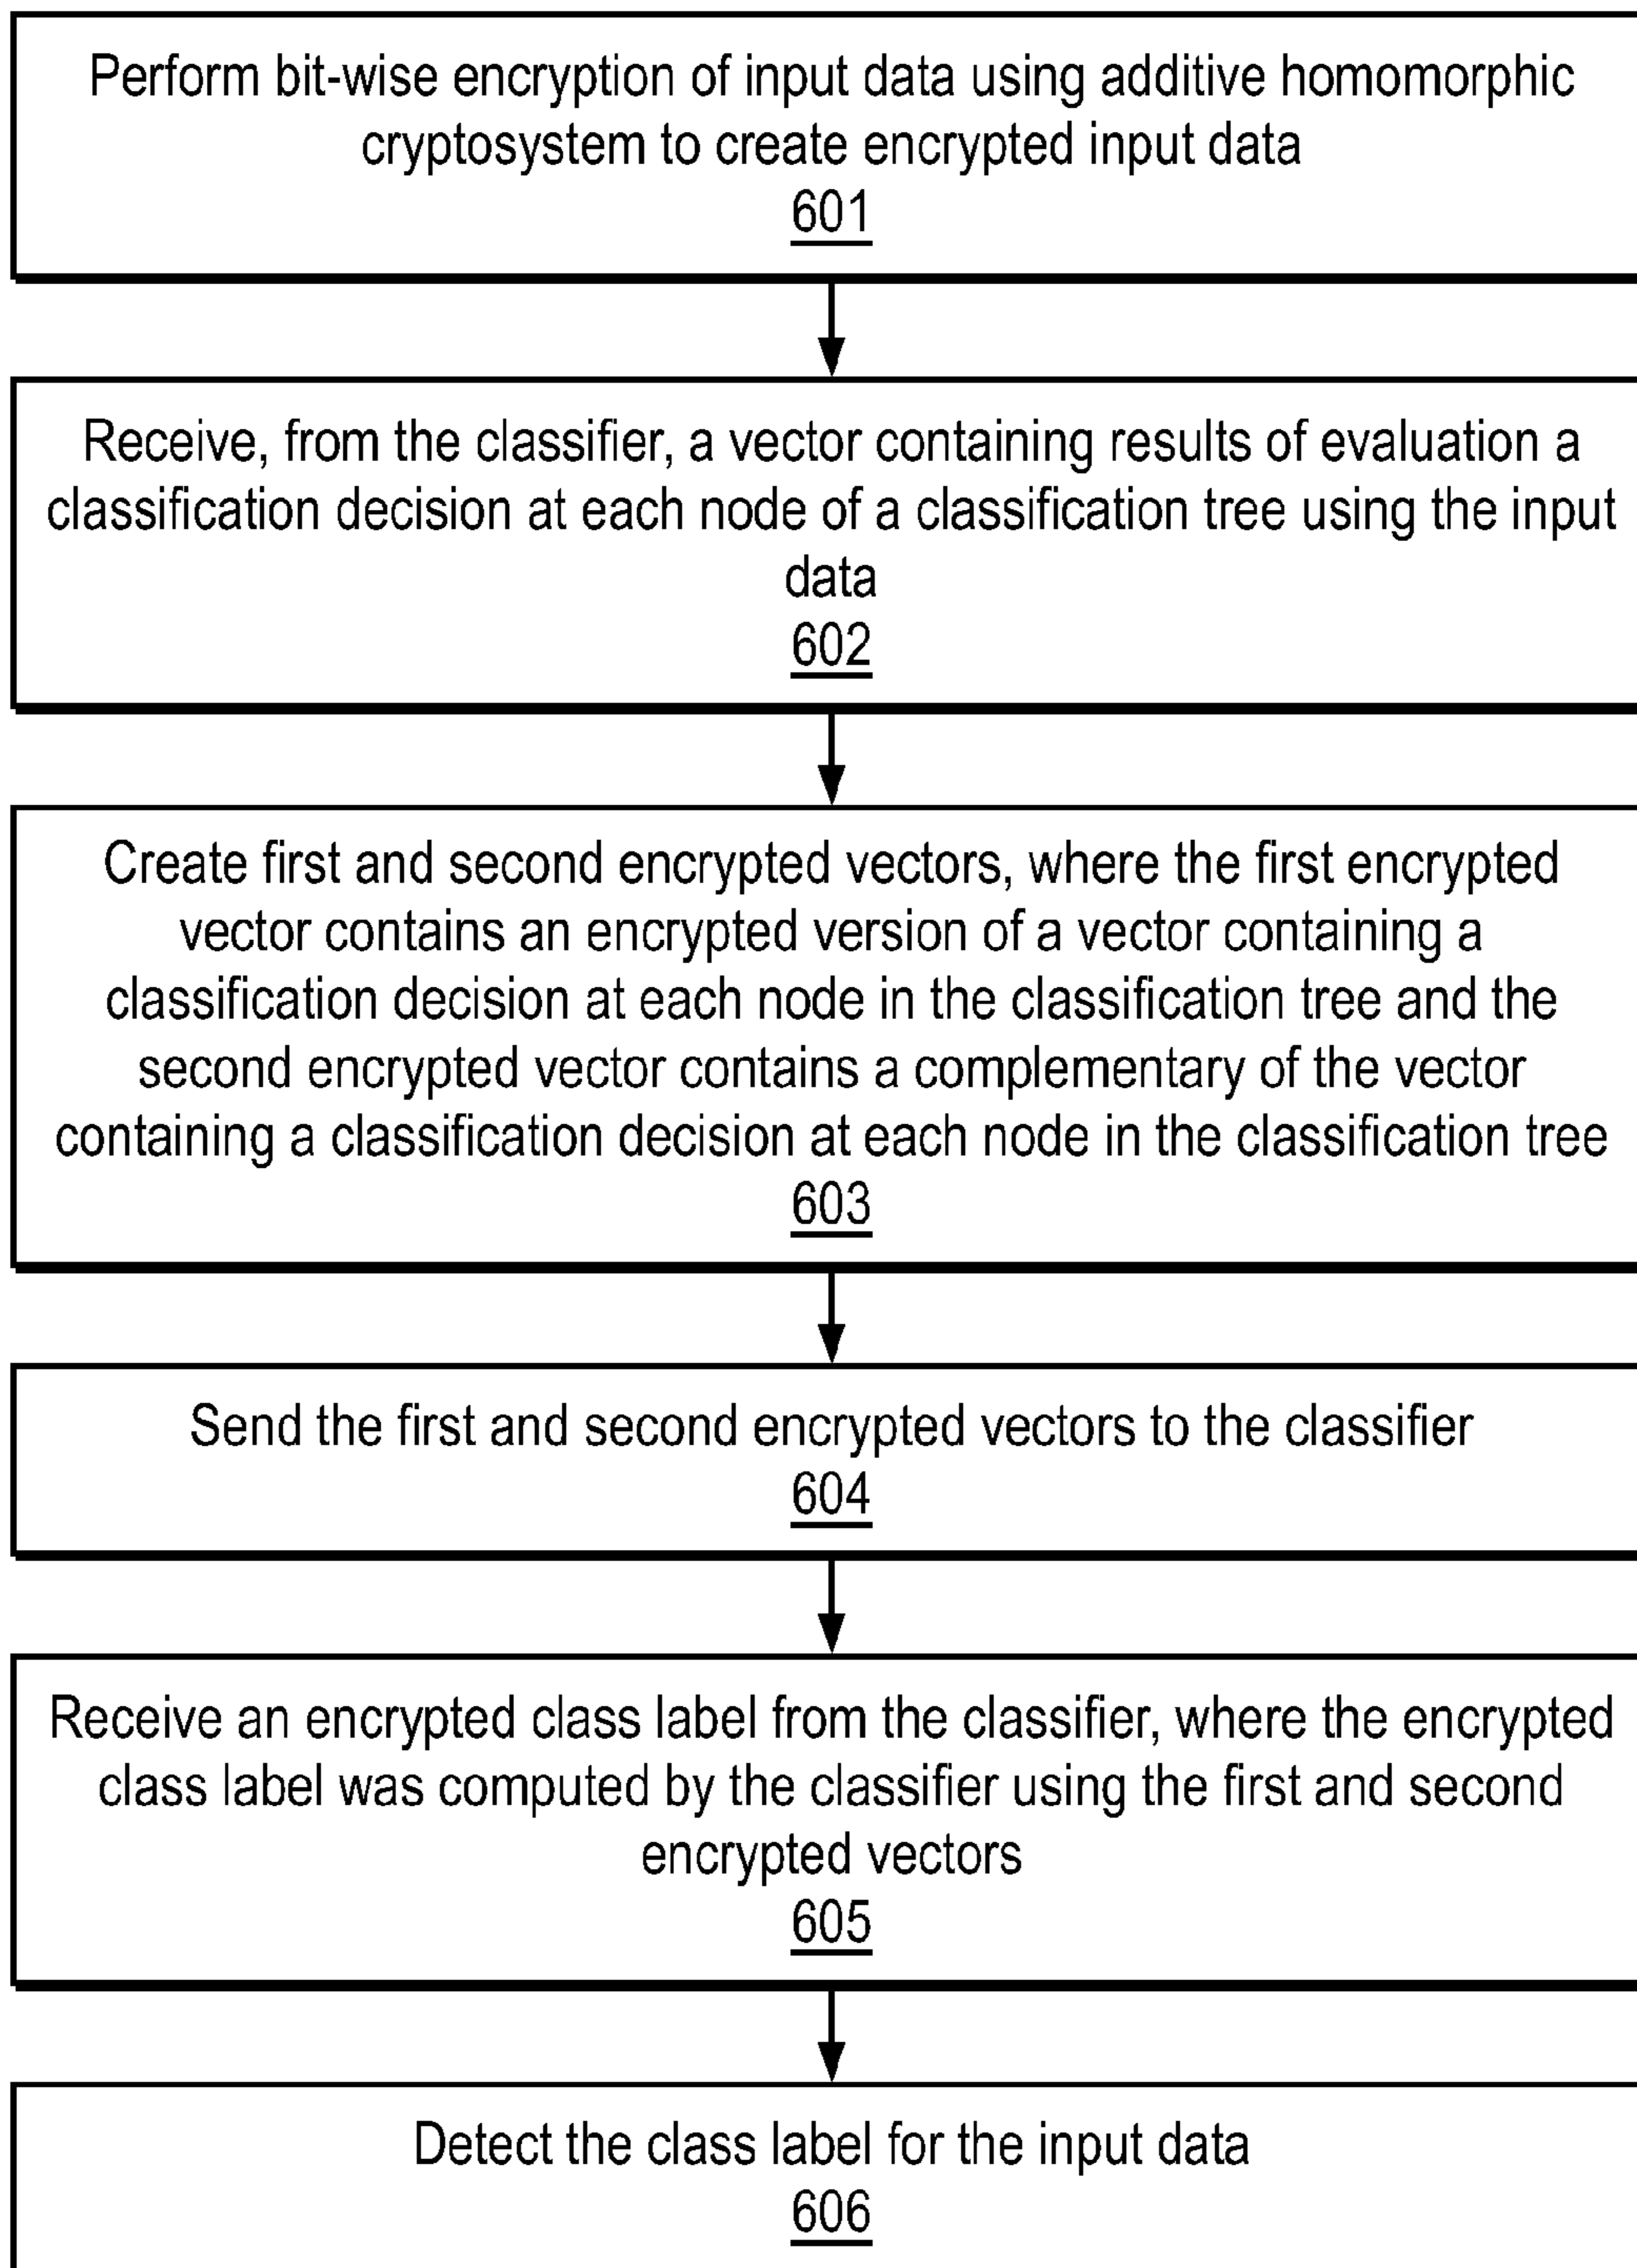 Perform bit-wise encryption of input data using additive homomorphic
cryptosystem to create encrypted input data
601
Receive, from the classifier, a vector containing results of evaluation a
classification decision at each node of a classification tree using the input
data
602
Create first and second encrypted vectors, where the first encrypted
vector contains an encrypted version of a vector containing a
classification decision at each node in the classification tree and the
second encrypted vector contains a complementary of the vector
containing a classification decision at each node in the classification tree
603
Send the first and second encrypted vectors to the classifier
604
Receive an encrypted class label from the classifier, where the encrypted
class label was computed by the classifier using the first and second
encrypted vectors
605
Detect the class label for the input data
606